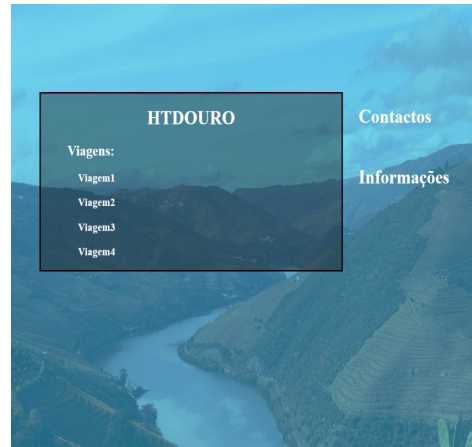 HTDOURO
Viagens:
Viagem1
Viagem2
Viagem3
Viagem4
Contactos
Informações